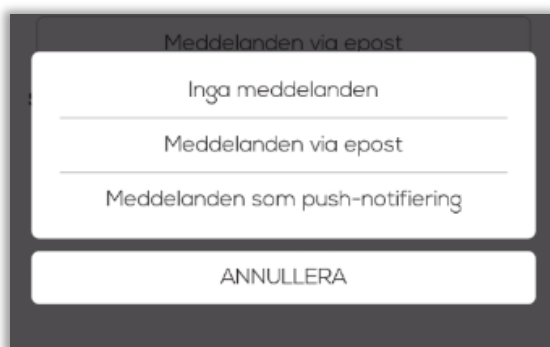 Meddelanden via epost
Inga meddelanden
Meddelanden via epost
Meddelanden som push-notifiering
ANNULLERA